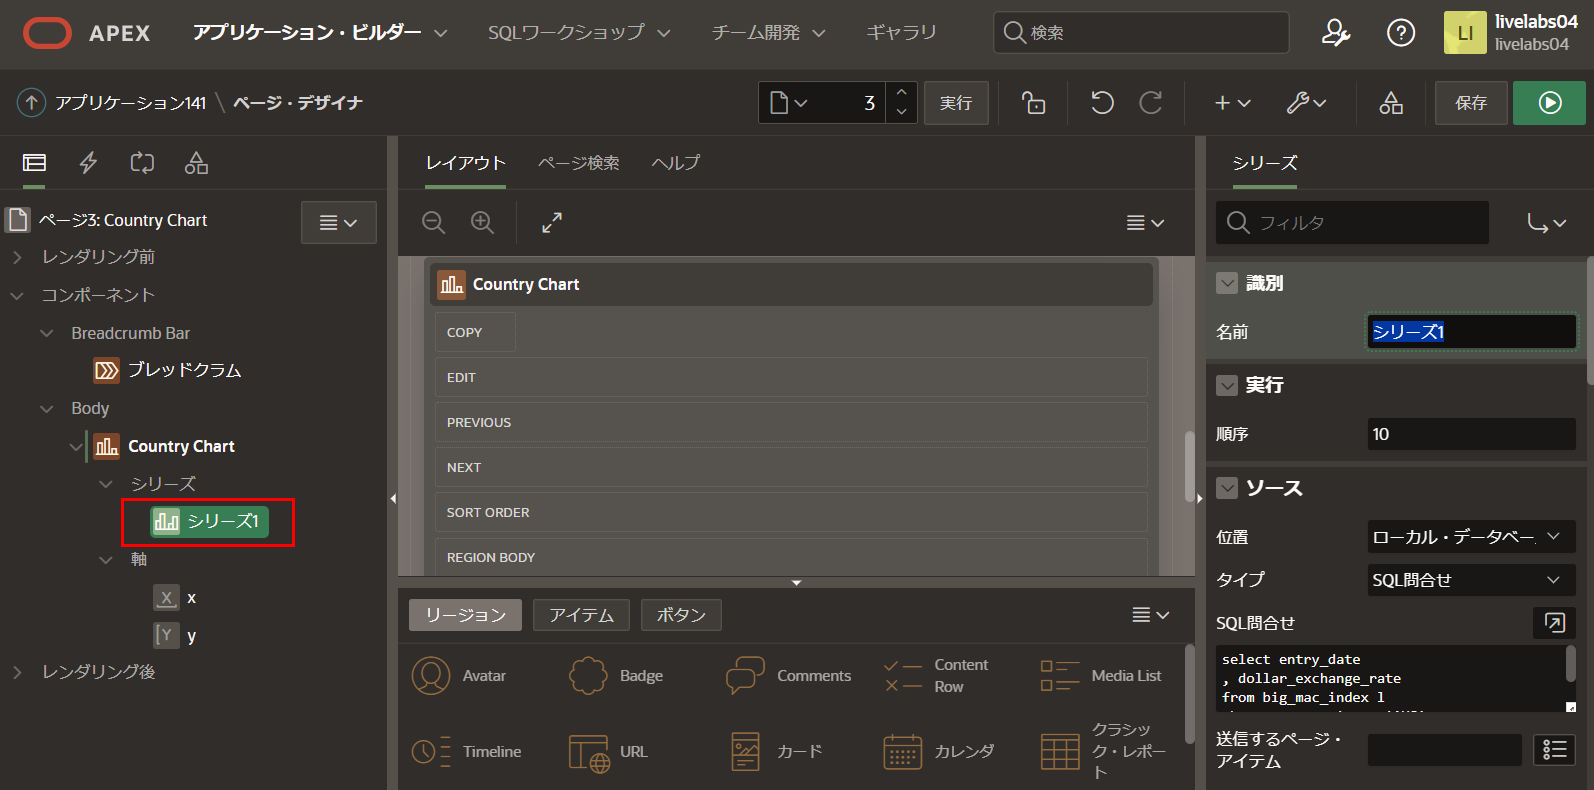 APEX
アプリケーション・ビルダー
SQLワークショップ
チーム開発
ギャラリ
検索
LI
livelabs04
livelabs04
アプリケーション141 \ ページ・デザイナ
3
実行
保存
ページ3: Country Chart
レンダリング前
コンポーネント
Breadcrumb Bar
ブレッドクラム
Body
Country Chart
シリーズ
シリーズ1
軸
X
x
Y
y
レンダリング後
レイアウト
ページ検索
ヘルプ
Country Chart
COPY
EDIT
PREVIOUS
NEXT
SORT ORDER
REGION BODY
リージョン
アイテム
ボタン
Avatar
Badge
Comments
Content
Row
Media List
Timeline
URL
カード
カレンダ
クラシッ
ク・レポー
ト
シリーズ
フィルタ
識別
名前
シリーズ1
実行
順序
10
ソース
位置
ローカル・データベー
タイプ
SQL問合せ
SQL問合せ
select entry_date
, dollar_exchange_rate
from big_mac_index l
送信するページ・
アイテム